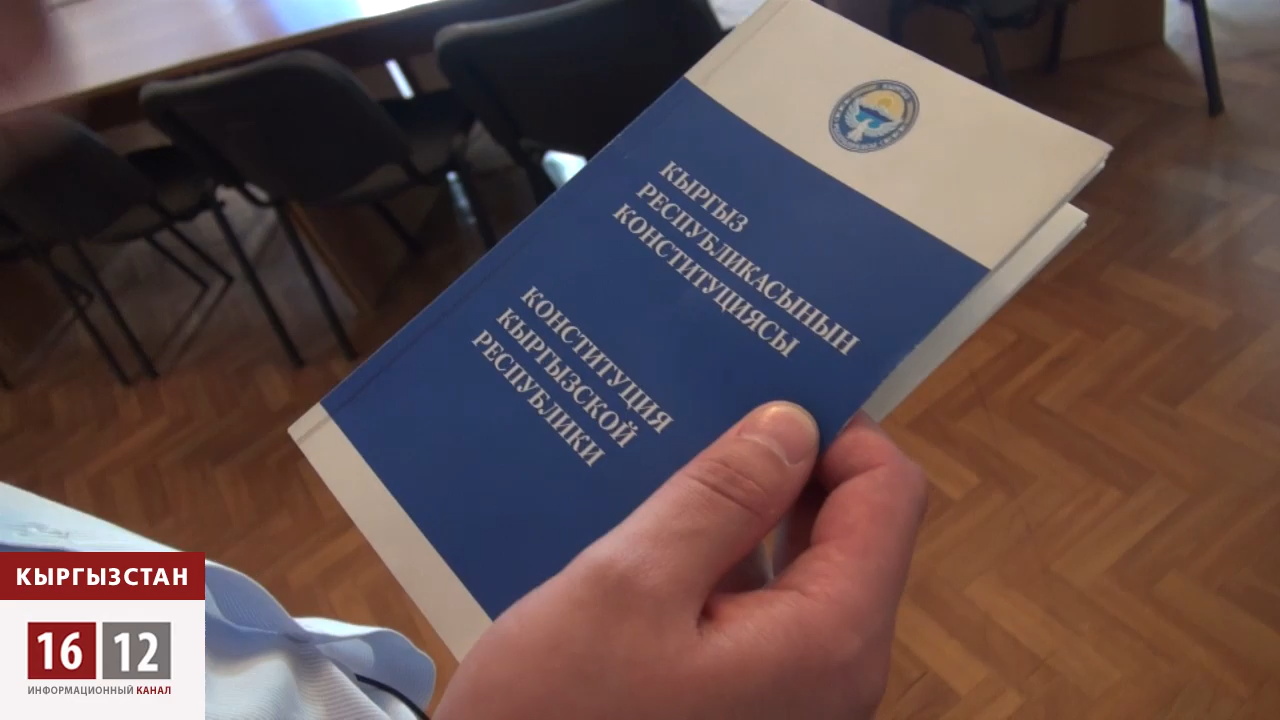 КЫРГЫЗ
РЕСПУБЛИКАСЫНЫН
КОНСТИТУЦИЯСЫ
КОНСТИТУЦИЯ
КЫРГЫЗСКОЙ
РЕСПУБЛИКИ
КЫРГЫЗСТАН
16 12
ИНФОРМАЦИОННЫЙ КАНАЛ